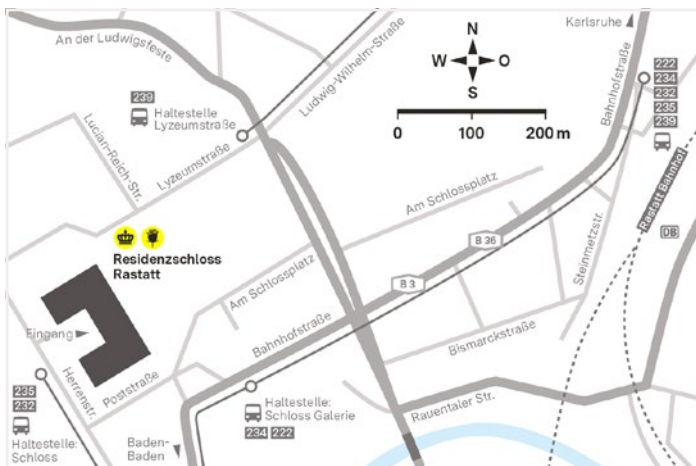 An der Ludwigsfeste
Ludwig-Wilhelm-Straße
N
W
O
S
0
100
200 m
Karlsruhe
Bahnhofstraße
222
234
232
235
239
239
Haltestelle
Lyzeumstraße
Lucian-Reich-Str.
Lyzeumstraße
Am Schlossplatz
Rastatt Bahnhof
DB
Residenzschloss
Rastatt
Am Schlossplatz
B 36
B 3
Steinmetzstr.
Eingang
Bahnhofstraße
Bismarckstraße
Herrenstr.
Poststraße
235
232
Haltestelle:
Schloss
Haltestelle:
Schloss Galerie
234
222
Rauentaler Str.
Baden-
Baden